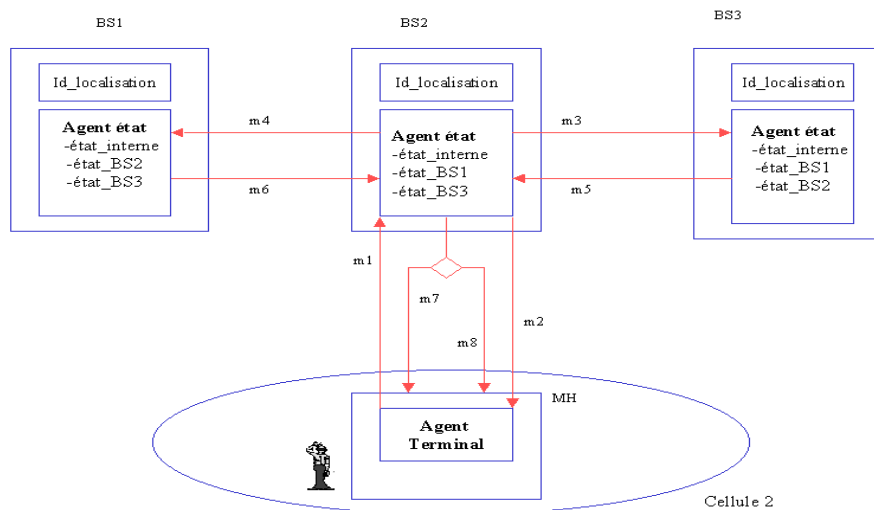 BS1
BS2
BS3
Id_localisation
Id_localisation
Id_localisation
Agent état
-état_interne
-état_BS2
-état_BS3
m4
m6
Agent état
-état_interne
-état_BS1
-état_BS3
m3
m5
Agent état
-état_interne
-état_BS1
-état_BS2
m1
m7
m8
m2
MH
Agent
Terminal
Cellule 2